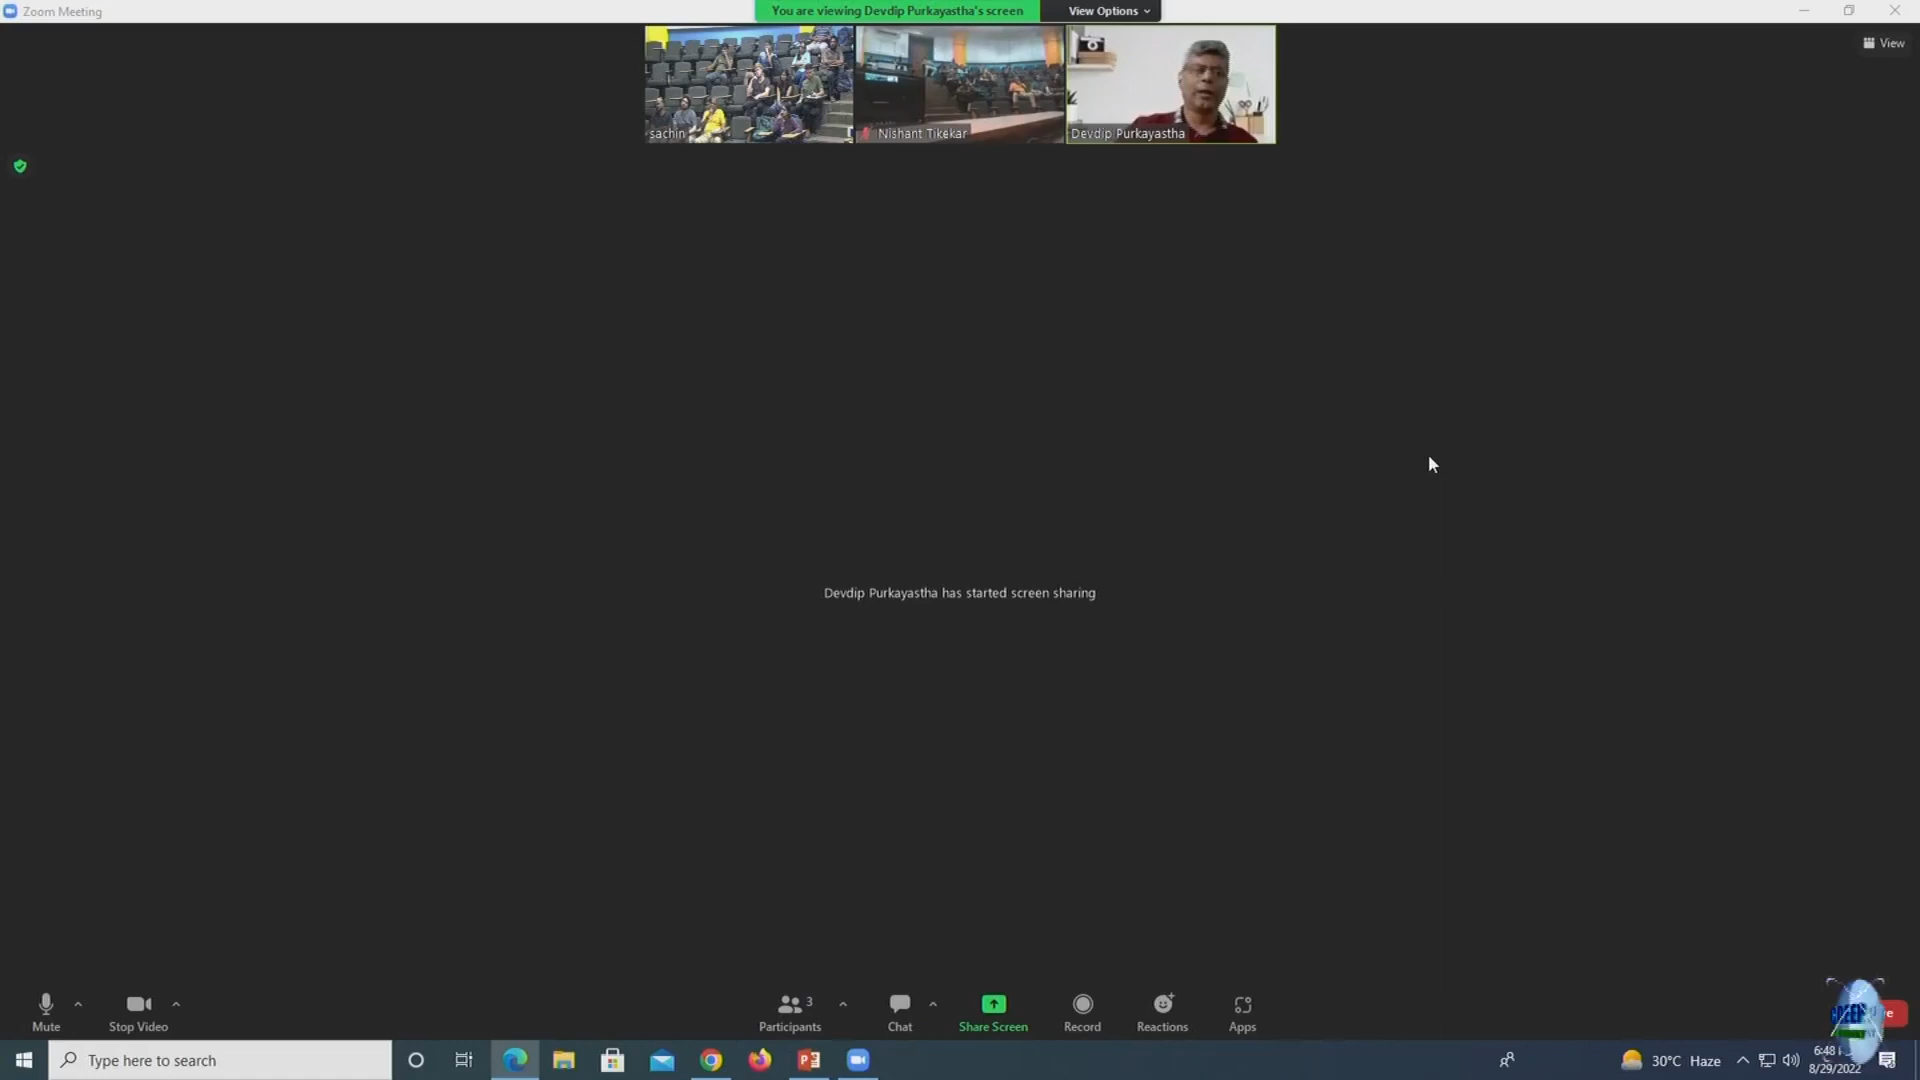 Zoom Meeting
You are viewing Devdip Purkayastha's screen
View Options
View
sachin
Nishant Tikekar
Devdip Purkayastha
Devdip Purkayastha has started screen sharing
Mute
Stop Video
Participants
3
Chat
Share Screen
Record
Reactions
Apps
Type here to search
30°C Haze
6:48
8/29/2022